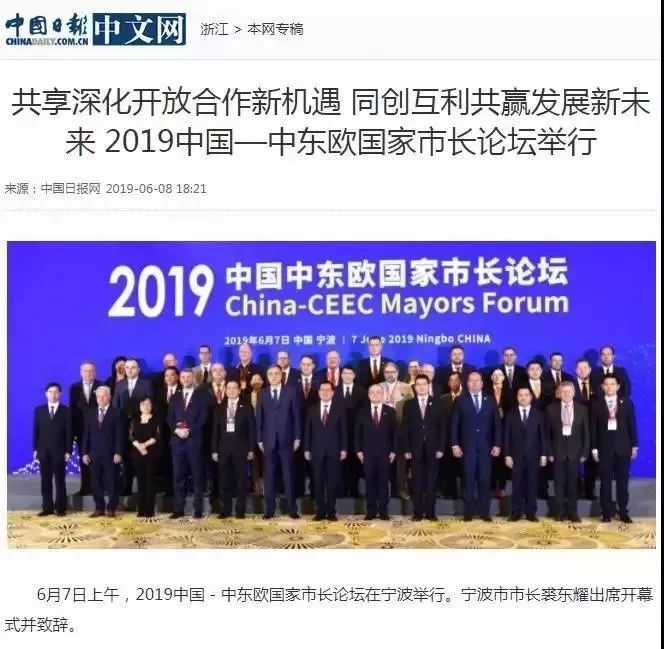 中国日报 中文网 浙江 > 本网专稿
CHINADAILY.COM.CN
共享深化开放合作新机遇 同创互利共赢发展新未
来 2019中国—中东欧国家市长论坛举行
来源：中国日报网 2019-06-08 18:21
2019 中国中东欧国家市长论坛
China-CEEC Mayors Forum
2019年6月7日 中国 宁波 | 7 June 2019 Ningbo CHINA
6月7日上午，2019中国 - 中东欧国家市长论坛在宁波举行。宁波市市长裘东耀出席开幕
式并致辞。